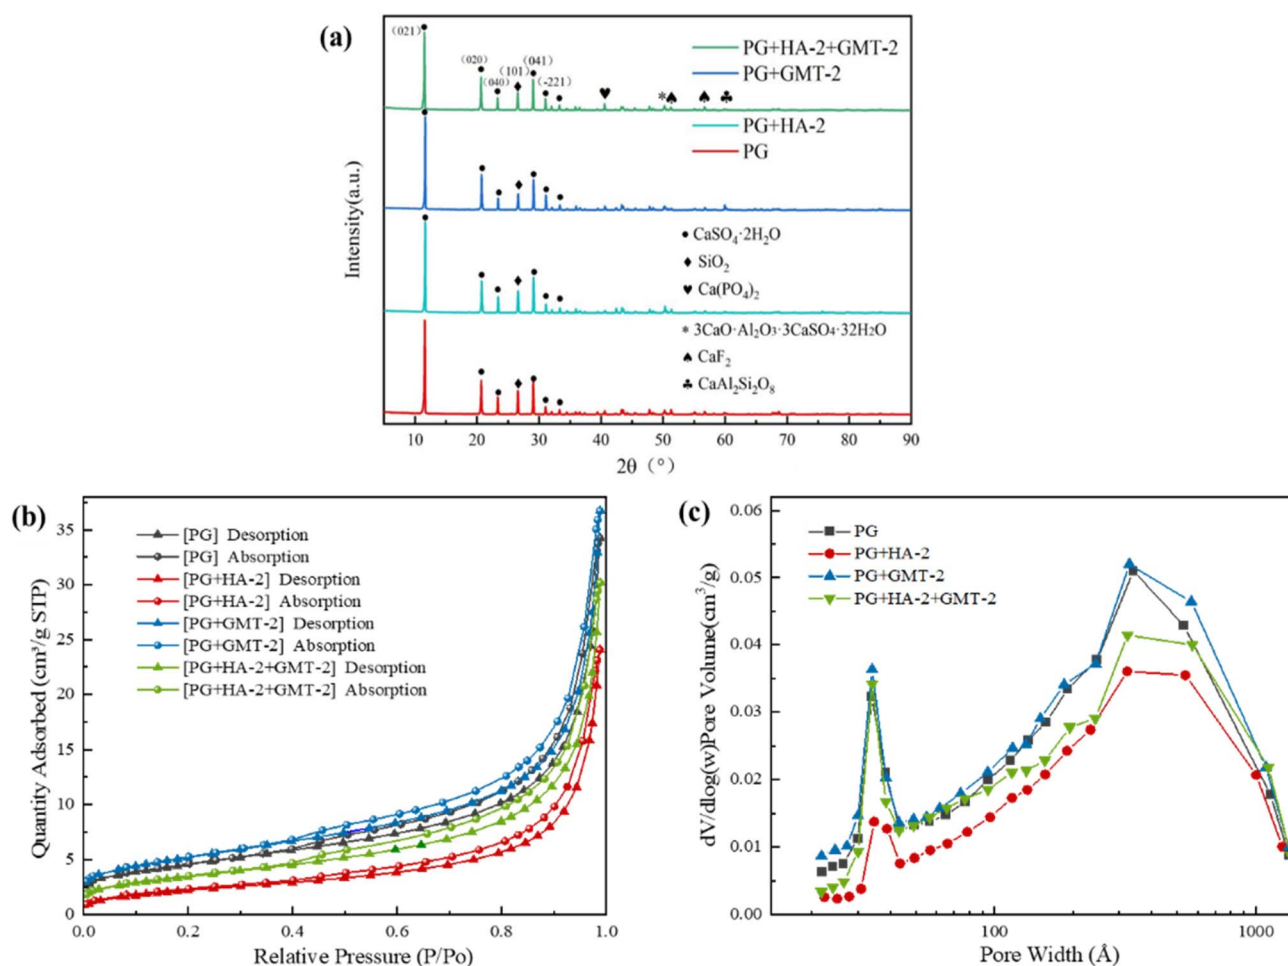 (a)
(021)
(020)
(040)
(101)
(041)
(-221)
PG+HA-2+GMT-2
PG+GMT-2
PG+HA-2
PG
● CaSO₄·2H₂O
♦ SiO₂
♥ Ca(PO₄)₂
* 3CaO·Al₂O₃·3CaSO₄·32H₂O
♠ CaF₂
♣ CaAl₂Si₂O₈
Intensity(a.u.)
10 20 30 40 50 60 70 80 90
2θ (°)
(b)
[PG] Desorption
[PG] Absorption
[PG+HA-2] Desorption
[PG+HA-2] Absorption
[PG+GMT-2] Desorption
[PG+GMT-2] Absorption
[PG+HA-2+GMT-2] Desorption
[PG+HA-2+GMT-2] Absorption
Quantity Adsorbed (cm³/g STP)
35
30
25
20
15
10
5
0
0.0 0.2 0.4 0.6 0.8 1.0
Relative Pressure (P/Po)
(c)
PG
PG+HA-2
PG+GMT-2
PG+HA-2+GMT-2
dV/dlog(w)Pore Volume(cm³/g)
0.06
0.05
0.04
0.03
0.02
0.01
0.00
100 1000
Pore Width (Å)